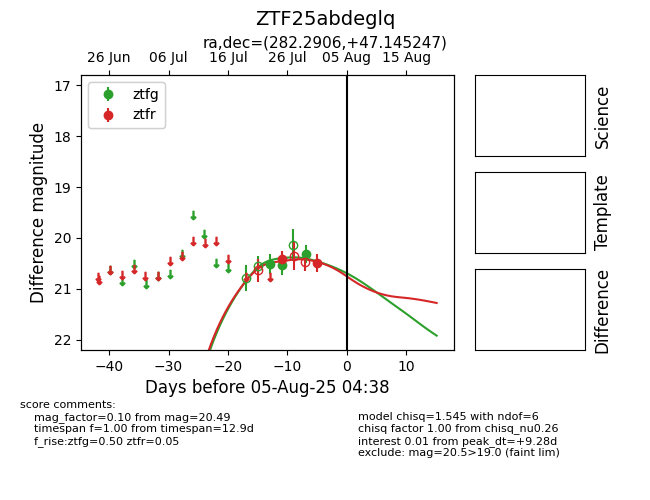 ZTF25abdeglq
ra,dec=(282.2906,+47.145247)
26 Jun 06 Jul 16 Jul 26 Jul 05 Aug 15 Aug
ztfg
ztfr
17
18
19
20
21
22
Difference magnitude
−40 −30 −20 −10 0 10
Days before 05-Aug-25 04:38
Science
Template
Difference
score comments:
mag_factor=0.10 from mag=20.49
timespan f=1.00 from timespan=12.9d
f_rise:ztfg=0.50 ztfr=0.05
model chisq=1.545 with ndof=6
chisq factor 1.00 from chisq_nu0.26
interest 0.01 from peak_dt=+9.28d
exclude: mag=20.5>19.0 (faint lim)